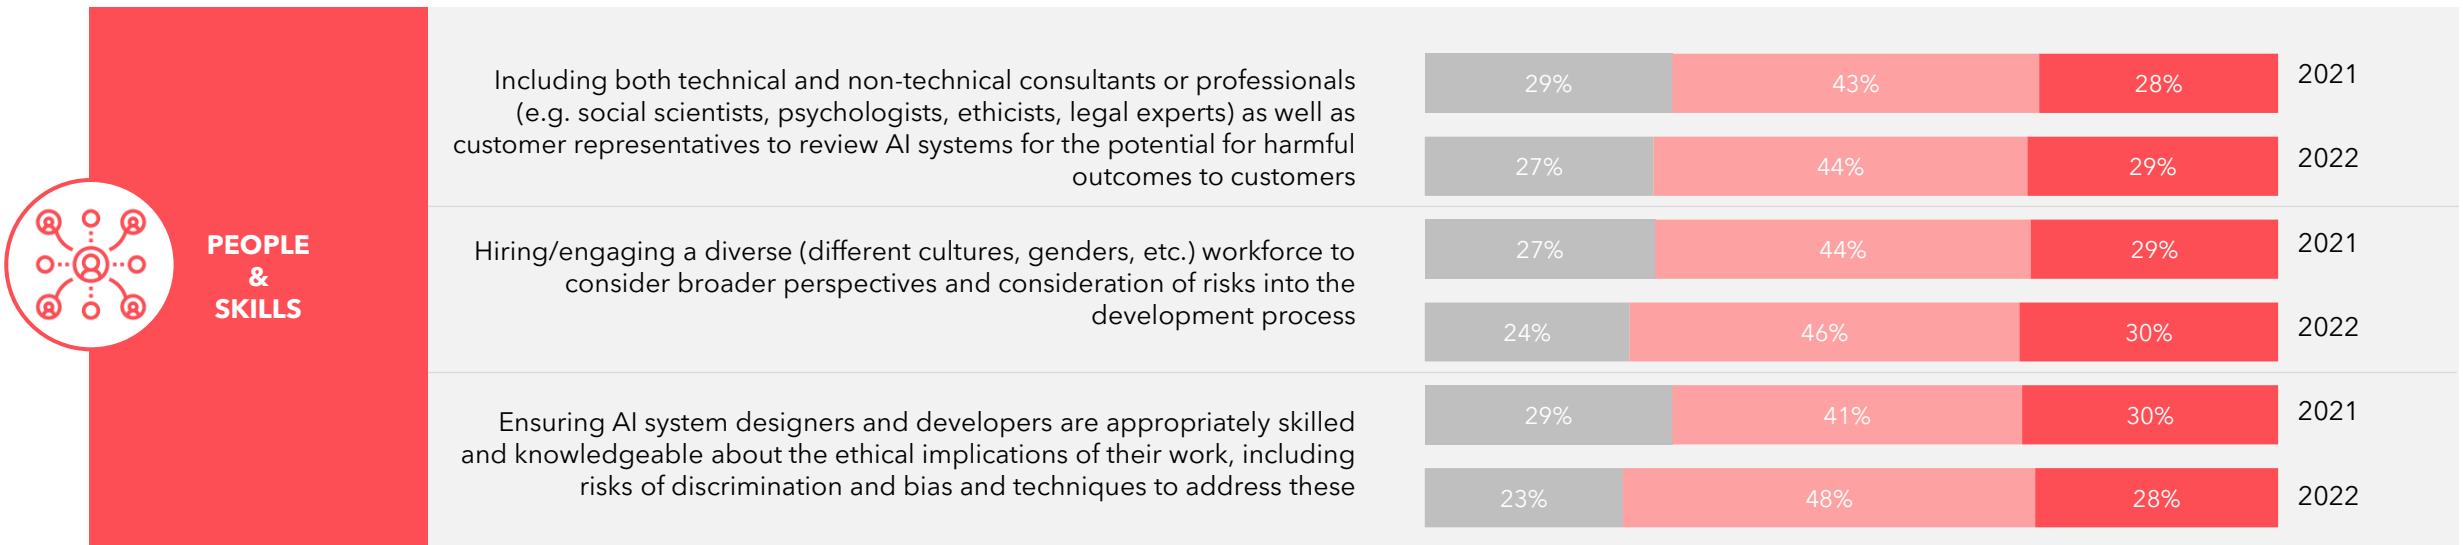 PEOPLE
&
SKILLS
Including both technical and non-technical consultants or professionals
(e.g. social scientists, psychologists, ethicists, legal experts) as well as
customer representatives to review AI systems for the potential for harmful
outcomes to customers
29% 43% 28% 2021
27% 44% 29% 2022
Hiring/engaging a diverse (different cultures, genders, etc.) workforce to
consider broader perspectives and consideration of risks into the
development process
27% 44% 29% 2021
24% 46% 30% 2022
Ensuring AI system designers and developers are appropriately skilled
and knowledgeable about the ethical implications of their work, including
risks of discrimination and bias and techniques to address these
29% 41% 30% 2021
23% 48% 28% 2022